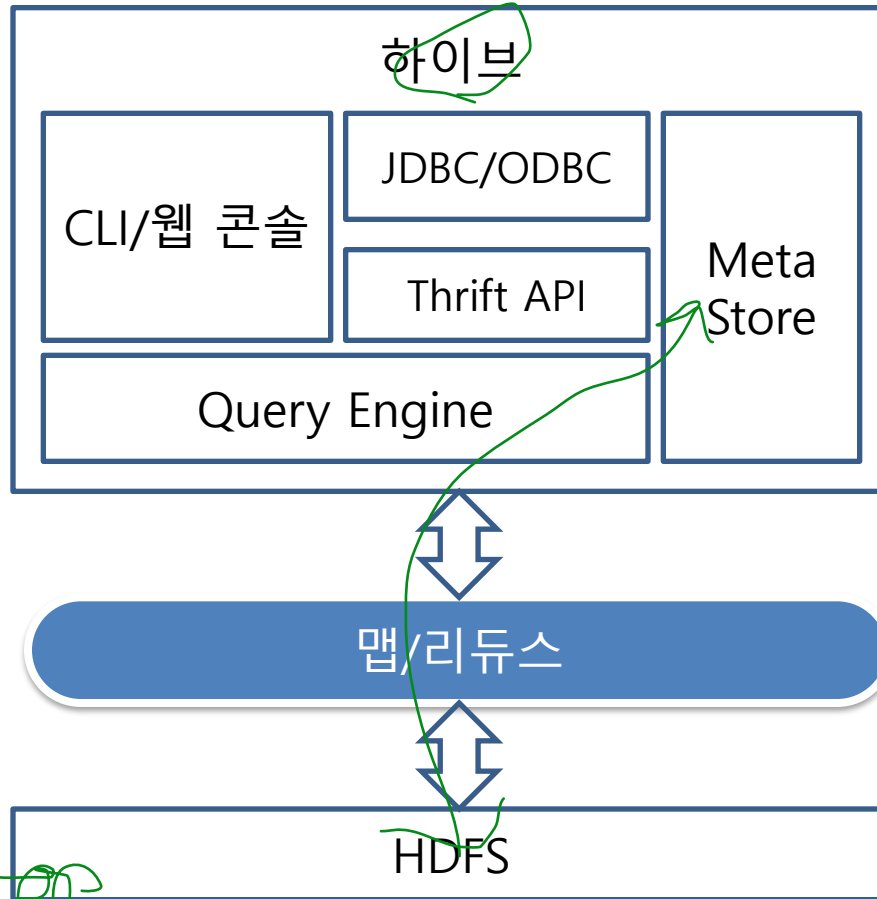 하이브
CLI/웹 콘솔
JDBC/ODBC
Thrift API
Meta
Store
Query Engine
맵/리듀스
HDFS